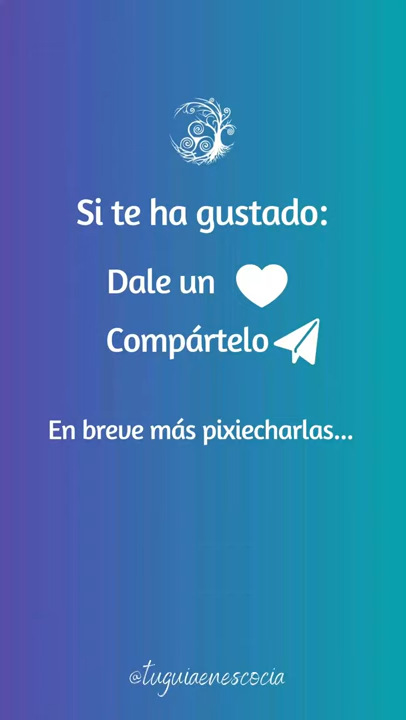 Si te ha gustado:
Dale un
Compártelo
En breve más pixiecharlas...
@tuguiaenescocia